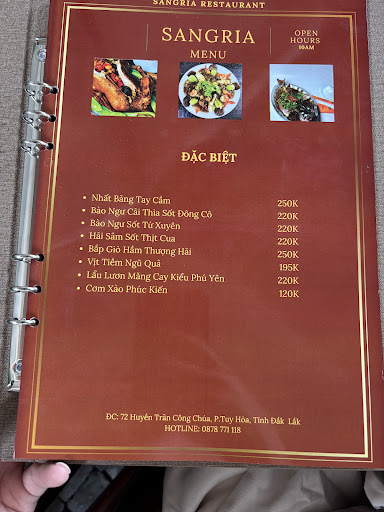 SANGRIA RESTAURANT
SANGRIA
MENU
OPEN
HOURS
10AM
ĐẶC BIỆT
• Nhất Bảng Tay Cầm 250K
• Bào Ngư Cải Thìa Sốt Đông Cô 220K
• Bào Ngư Sốt Tứ Xuyên 220K
• Hải Sâm Sốt Thịt Cua 220K
• Bắp Giò Hầm Thượng Hải 250K
• Vịt Tiềm Ngũ Quả 195K
• Lẩu Lươn Măng Cay Kiểu Phú Yên 220K
• Cơm Xào Phúc Kiến 120K
ĐC: 72 Huyền Trân Công Chúa, P.Tuy Hòa, Tỉnh Đắk Lắk
HOTLINE: 0878 771 118